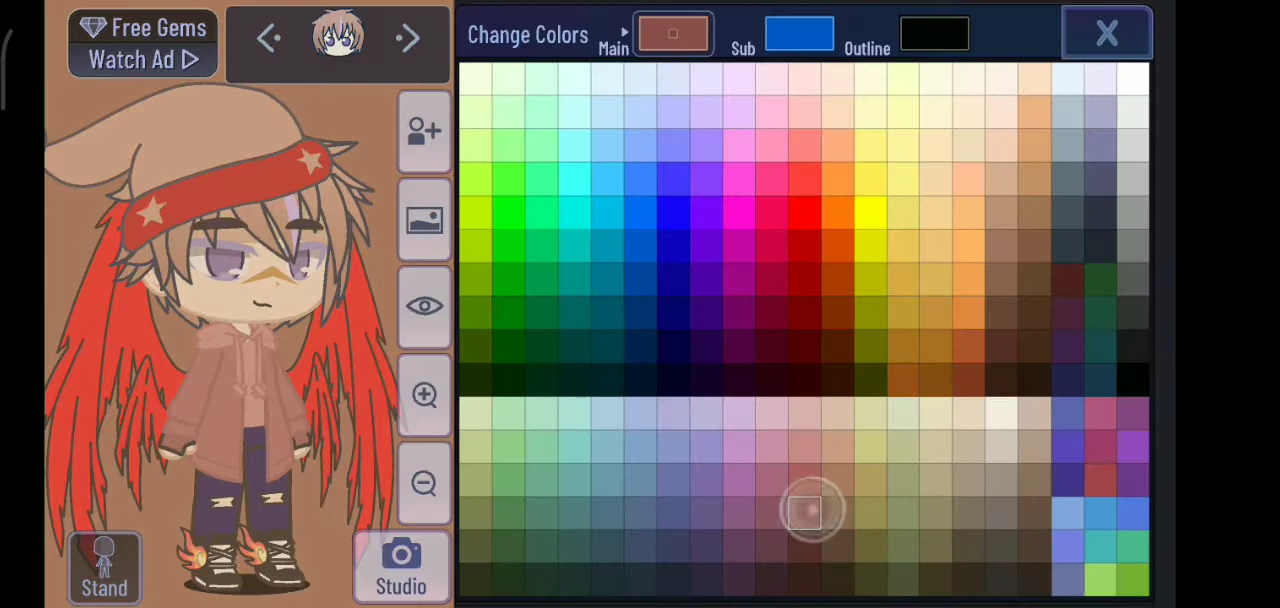 Free Gems
Watch Ad
Change Colors
Main
Sub
Outline
X
Stand
Studio